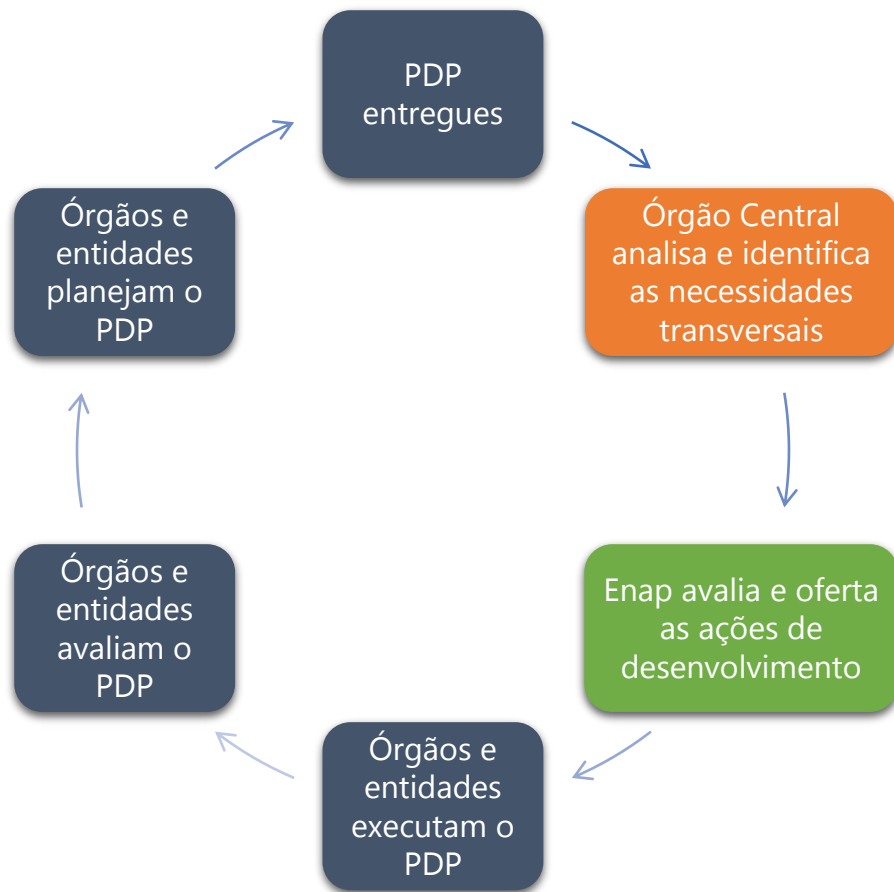 PDP
entregues
Órgão Central
analisa e identifica
as necessidades
transversais
Enap avalia e oferta
as ações de
desenvolvimento
Órgãos e
entidades
executam o
PDP
Órgãos e
entidades
avaliam o
PDP
Órgãos e
entidades
planejam o
PDP